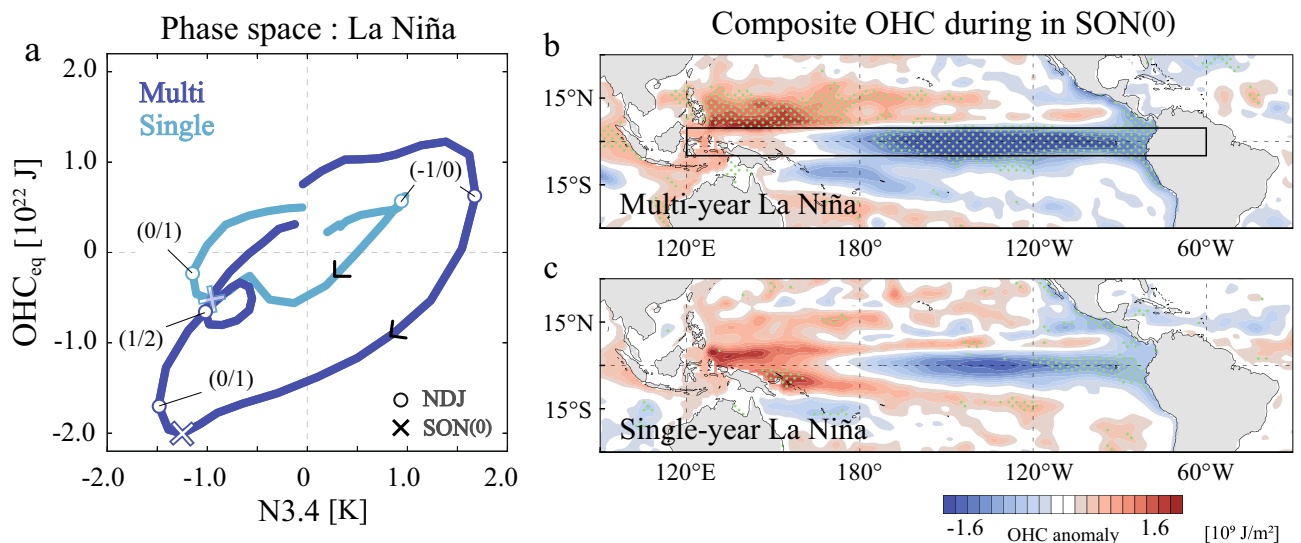 Phase space : La Niña
a
2.0
1.0
0
-1.0
-2.0
OHCeq [10²² J]
Multi
Single
(-1/0)
(0/1)
(1/2)
(0/1)
NDJ
SON(0)
-2.0 -1.0 0 1.0 2.0
N3.4 [K]
Composite OHC during in SON(0)
b
15°N
15°S
Multi-year La Niña
120°E 180° 120°W 60°W
c
15°N
15°S
Single-year La Niña
120°E 180° 120°W 60°W
-1.6 OHC anomaly 1.6 [10⁹ J/m²]